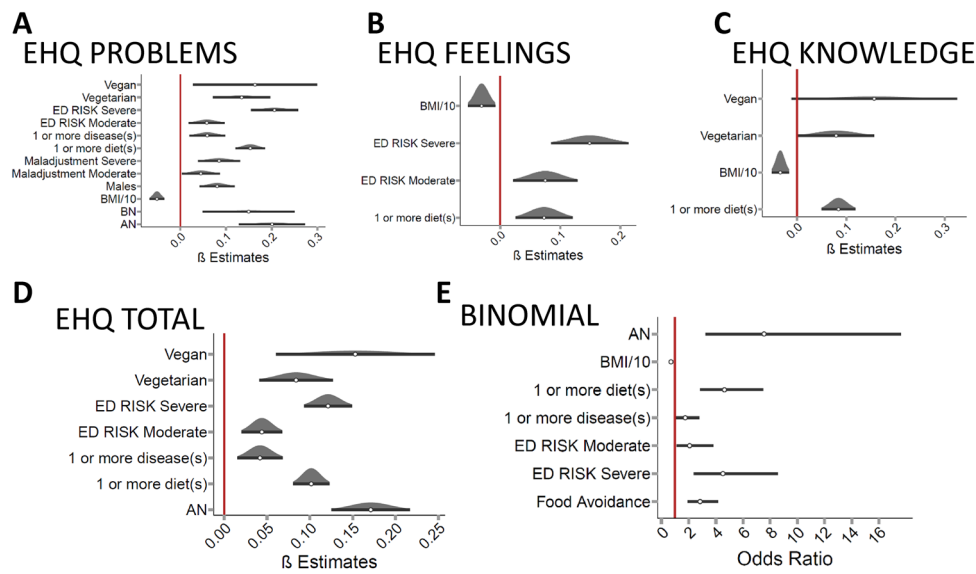 A
EHQ PROBLEMS
Vegan
Vegetarian
ED RISK Severe
ED RISK Moderate
1 or more disease(s)
1 or more diet(s)
Maladjustment Severe
Maladjustment Moderate
Males
BMI/10
BN
AN
0.0 0.1 0.2 0.3
ß Estimates
B
EHQ FEELINGS
BMI/10
ED RISK Severe
ED RISK Moderate
1 or more diet(s)
0.0 0.1 0.2
ß Estimates
C
EHQ KNOWLEDGE
Vegan
Vegetarian
BMI/10
1 or more diet(s)
0.0 0.1 0.2 0.3
ß Estimates
D
EHQ TOTAL
Vegan
Vegetarian
ED RISK Severe
ED RISK Moderate
1 or more disease(s)
1 or more diet(s)
AN
0.00 0.05 0.10 0.15 0.20 0.25
ß Estimates
E
BINOMIAL
AN
BMI/10
1 or more diet(s)
1 or more disease(s)
ED RISK Moderate
ED RISK Severe
Food Avoidance
0 2 4 6 8 10 12 14 16
Odds Ratio